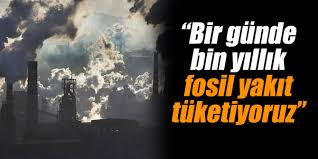 “Bir günde
bin yıllık
fosil yakıt
tüketiyoruz”